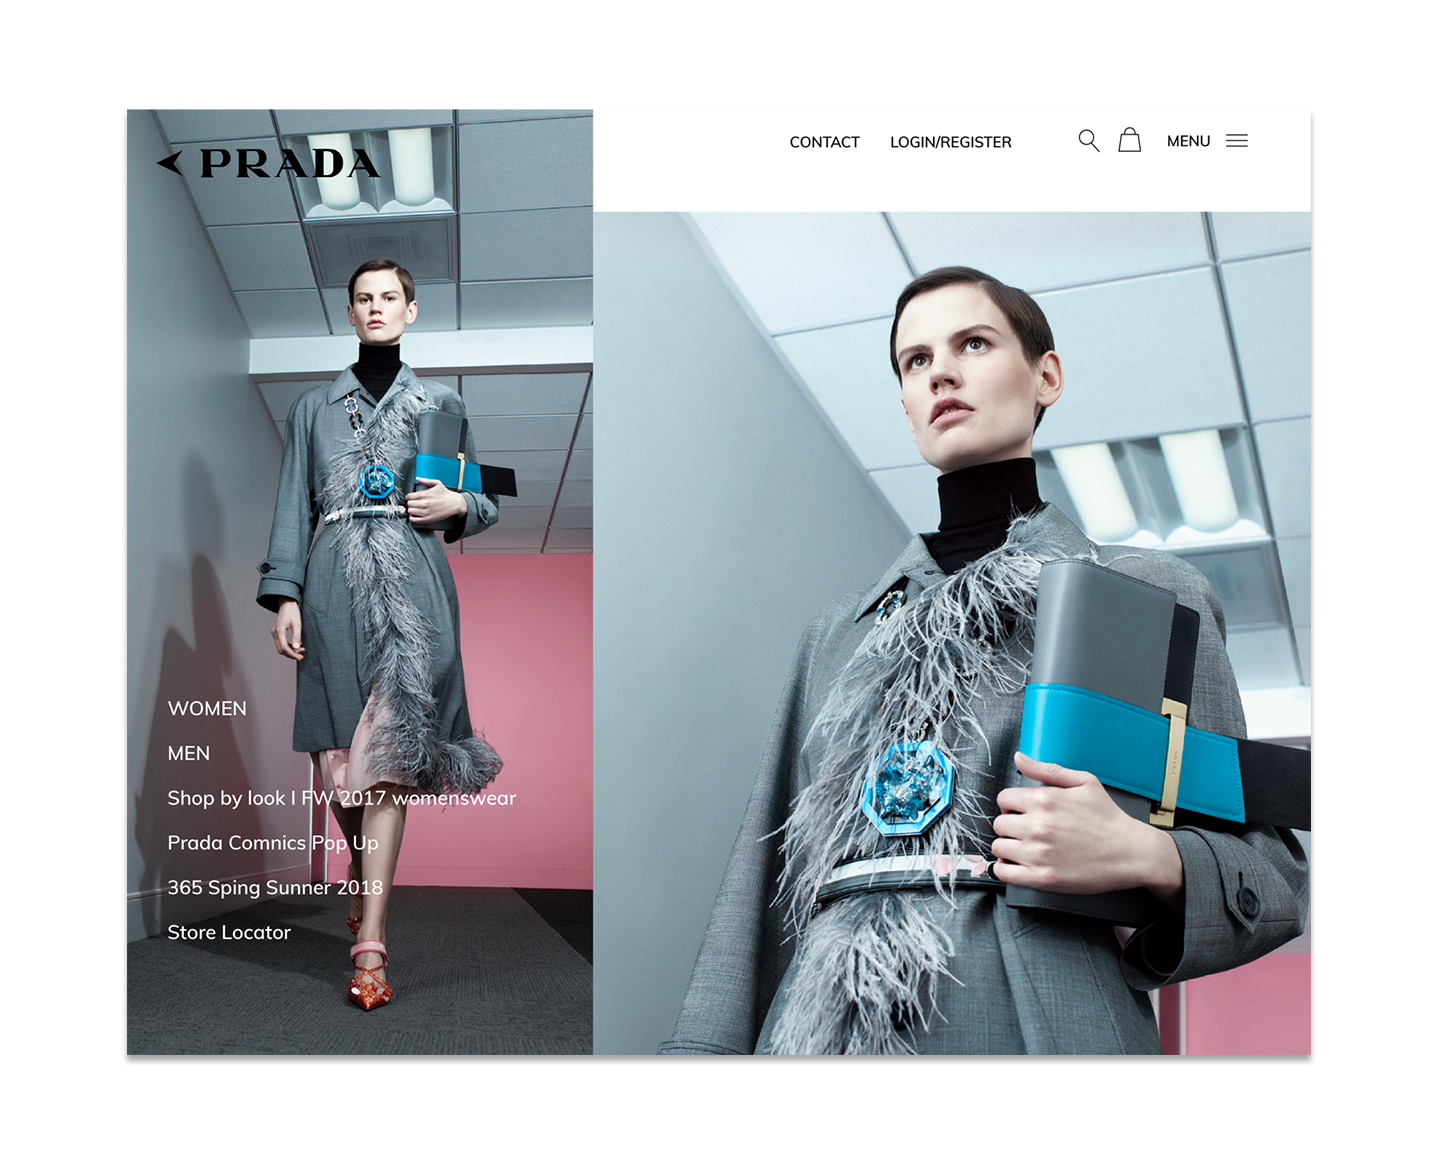 PRADA
CONTACT
LOGIN/REGISTER
MENU
WOMEN
MEN
Shop by look l FW 2017 womenswear
Prada Comnics Pop Up
365 Sping Sunner 2018
Store Locator
PRADA